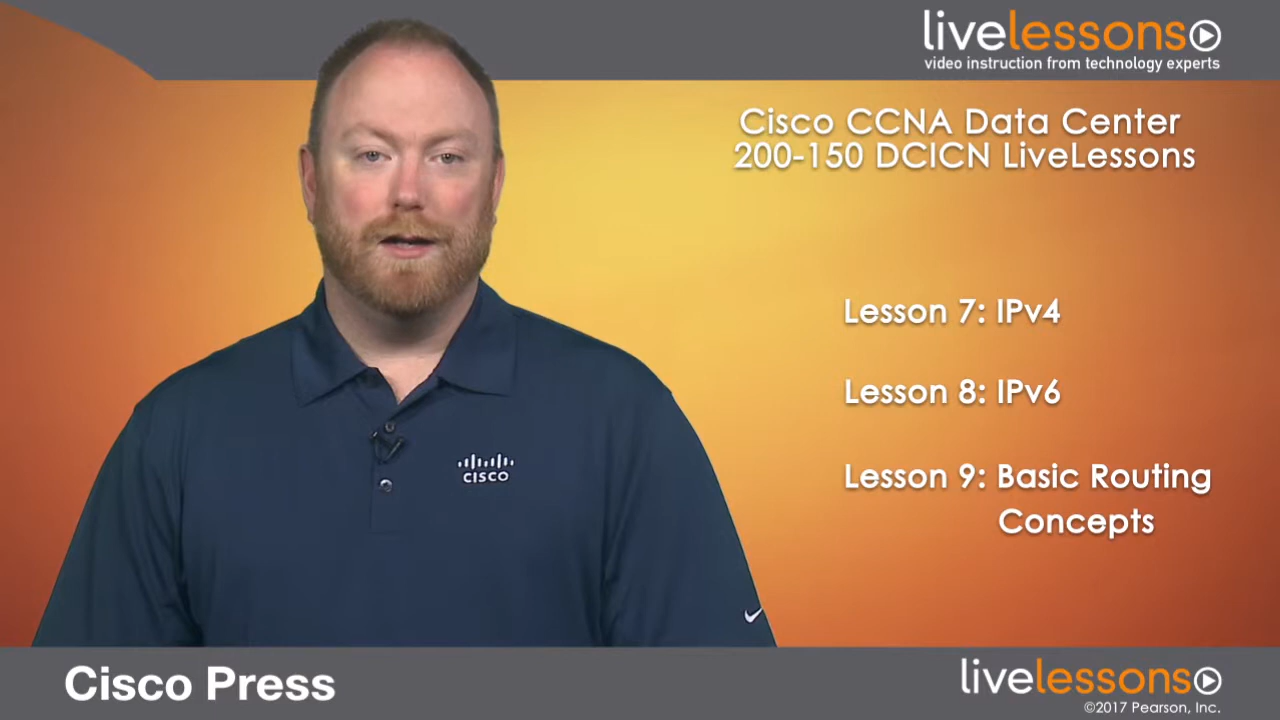 livelessons
video instruction from technology experts
Cisco CCNA Data Center
200-150 DCICN LiveLessons
Lesson 7: IPv4
Lesson 8: IPv6
Lesson 9: Basic Routing
Concepts
CISCO
Cisco Press
livelessons
©2017 Pearson, Inc.